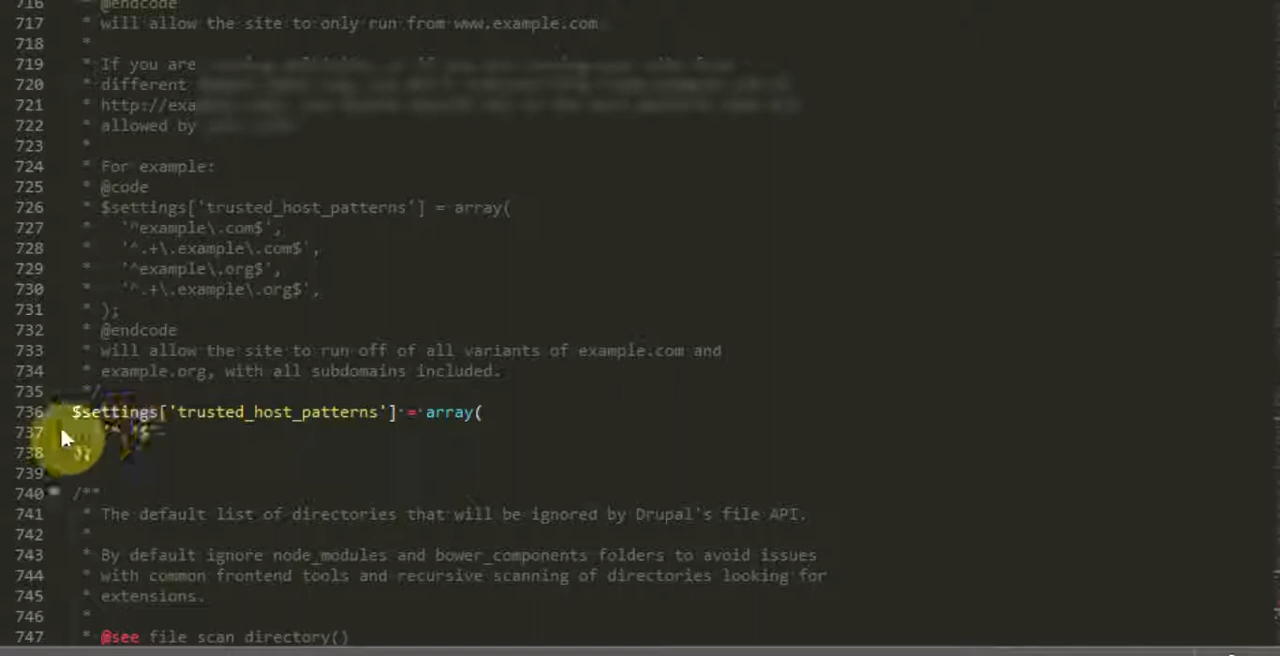 716 * @endcode
717 * will allow the site to only run from www.example.com
718 *
719 * If you are
720 * different
721 * http://exa
722 * allowed by
723 *
724 * For example:
725 * @code
726 * $settings['trusted_host_patterns'] = array(
727 * '^example\.com$',
728 * '^.+\.example\.com$',
729 * '^example\.org$',
730 * '^.+\.example\.org$',
731 * );
732 * @endcode
733 * will allow the site to run off of all variants of example.com and
734 * example.org, with all subdomains included.
735 */
736 $settings['trusted_host_patterns'] = array(
737
738 );
739
740 /**
741 * The default list of directories that will be ignored by Drupal's file API.
742 *
743 * By default ignore node_modules and bower_components folders to avoid issues
744 * with common frontend tools and recursive scanning of directories looking for
745 * extensions.
746 *
747 * @see file_scan_directory()